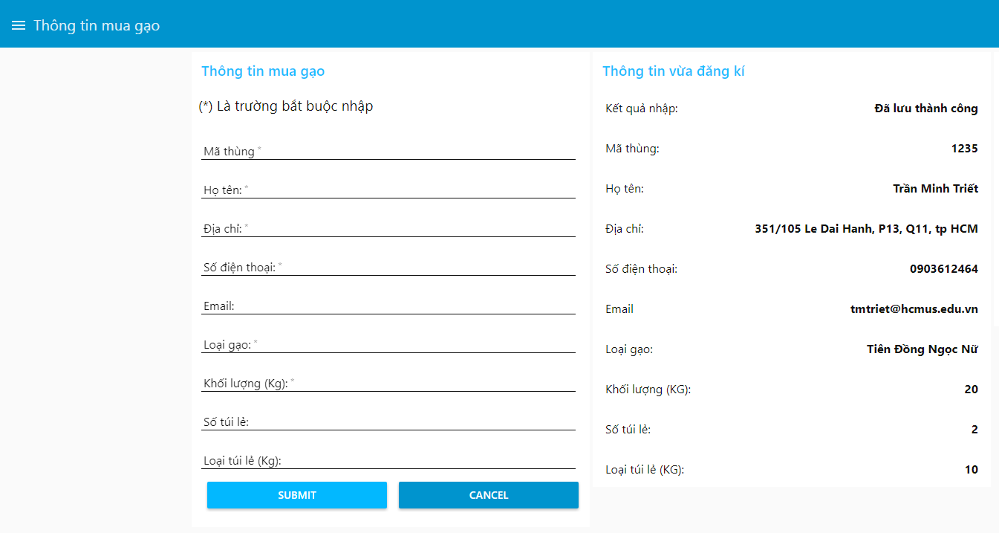 Thông tin mua gạo
Thông tin mua gạo
(*) Là trường bắt buộc nhập
Mã thùng *
Họ tên: *
Địa chỉ: *
Số điện thoại: *
Email:
Loại gạo: *
Khối lượng (Kg): *
Số túi lẻ:
Loại túi lẻ (Kg):
SUBMIT CANCEL
Thông tin vừa đăng kí
Kết quả nhập: Đã lưu thành công
Mã thùng: 1235
Họ tên: Trần Minh Triết
Địa chỉ: 351/105 Le Dai Hanh, P13, Q11, tp HCM
Số điện thoại: 0903612464
Email tmtriet@hcmus.edu.vn
Loại gạo: Tiên Đồng Ngọc Nữ
Khối lượng (KG): 20
Số túi lẻ: 2
Loại túi lẻ (KG): 10